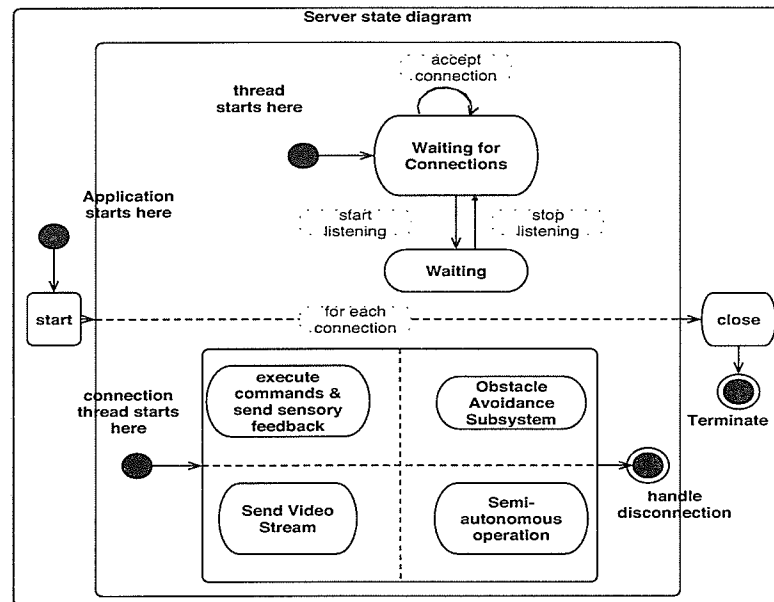 Server state diagram
accept
connection
thread
starts here
Waiting for
Connections
Application
starts here
start
listening
stop
listening
Waiting
start
for each
connection
close
execute
commands &
send sensory
feedback
Obstacle
Avoidance
Subsystem
connection
thread starts
here
Terminate
Send Video
Stream
Semi-
autonomous
operation
handle
disconnection